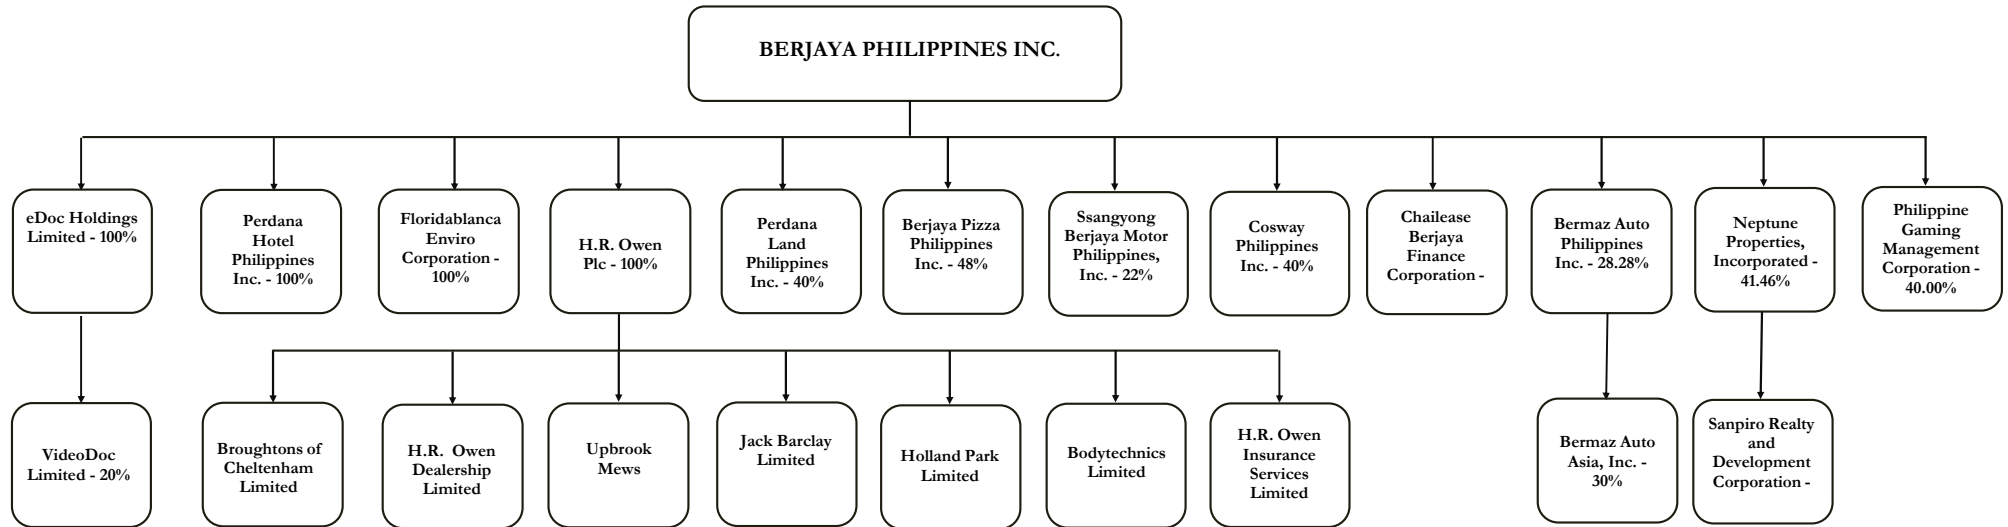 BERJAYA PHILIPPINES INC.
eDoc Holdings
Limited - 100%
Perdana
Hotel
Philippines
Inc. - 100%
Floridablanca
Enviro
Corporation -
100%
H.R. Owen
Plc - 100%
Perdana
Land
Philippines
Inc. - 40%
Berjaya Pizza
Philippines
Inc. - 48%
Ssangyong
Berjaya Motor
Philippines,
Inc. - 22%
Cosway
Philippines
Inc. - 40%
Chailease
Berjaya
Finance
Corporation -
Bermaz Auto
Philippines
Inc. - 28.28%
Neptune
Properties,
Incorporated -
41.46%
Philippine
Gaming
Management
Corporation -
40.00%
VideoDoc
Limited - 20%
Broughtons of
Cheltenham
Limited
H.R. Owen
Dealership
Limited
Upbrook
Mews
Jack Barclay
Limited
Holland Park
Limited
Bodytechnics
Limited
H.R. Owen
Insurance
Services
Limited
Bermaz Auto
Asia, Inc. -
30%
Sanpiro Realty
and
Development
Corporation -